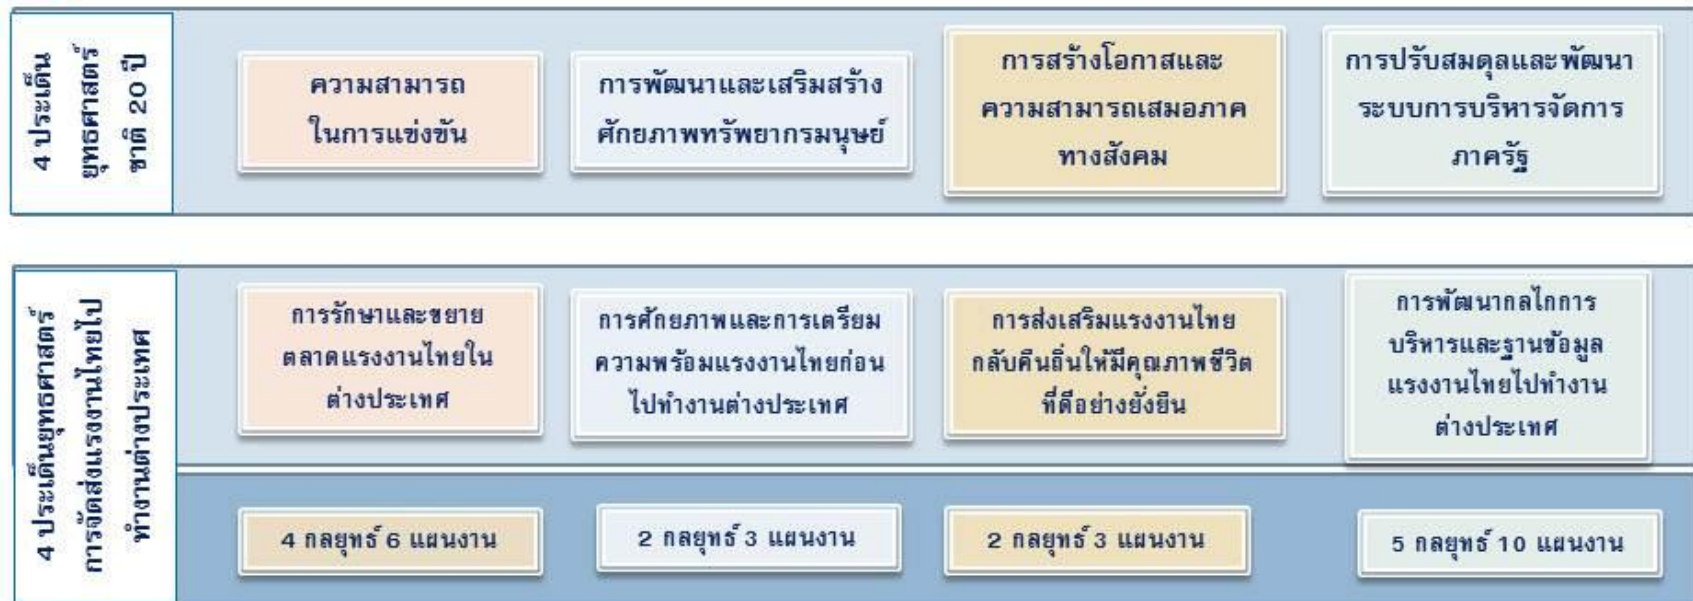 4 ประเด็น
ยุทธศาสตร์
ชาติ 20 ปี
ความสามารถ
ในการแข่งขัน
การพัฒนาและเสริมสร้าง
ศักยภาพทรัพยากรมนุษย์
การสร้างโอกาสและ
ความสามารถเสมอภาค
ทางสังคม
การปรับสมดุลและพัฒนา
ระบบการบริหารจัดการ
ภาครัฐ
4 ประเด็นยุทธศาสตร์
การจัดส่งแรงงานไทยไป
ทำงานต่างประเทศ
การรักษาและขยาย
ตลาดแรงงานไทยใน
ต่างประเทศ
การศักยภาพและการเตรียม
ความพร้อมแรงงานไทยก่อน
ไปทำงานต่างประเทศ
การส่งเสริมแรงงานไทย
กลับคืนถิ่นให้มีคุณภาพชีวิต
ที่ดีอย่างยั่งยืน
การพัฒนากลไกการ
บริหารและฐานข้อมูล
แรงงานไทยไปทำงาน
ต่างประเทศ
4 กลยุทธ์ 6 แผนงาน
2 กลยุทธ์ 3 แผนงาน
2 กลยุทธ์ 3 แผนงาน
5 กลยุทธ์ 10 แผนงาน